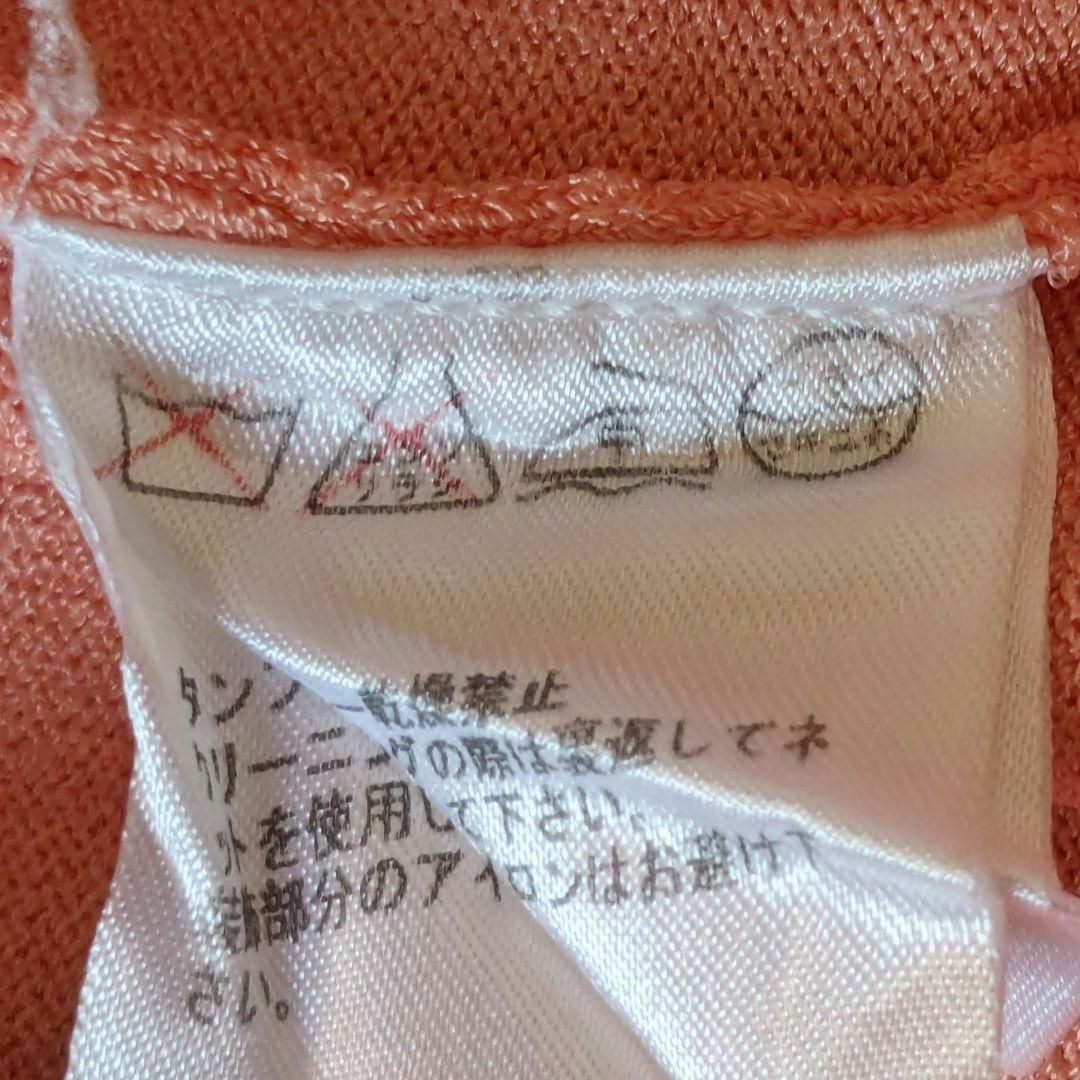 中
タンブラー乾燥禁止
クリーニングの際は裏返してネ
ットを使用して下さい。
部分のアイロンはお避け下
さい。